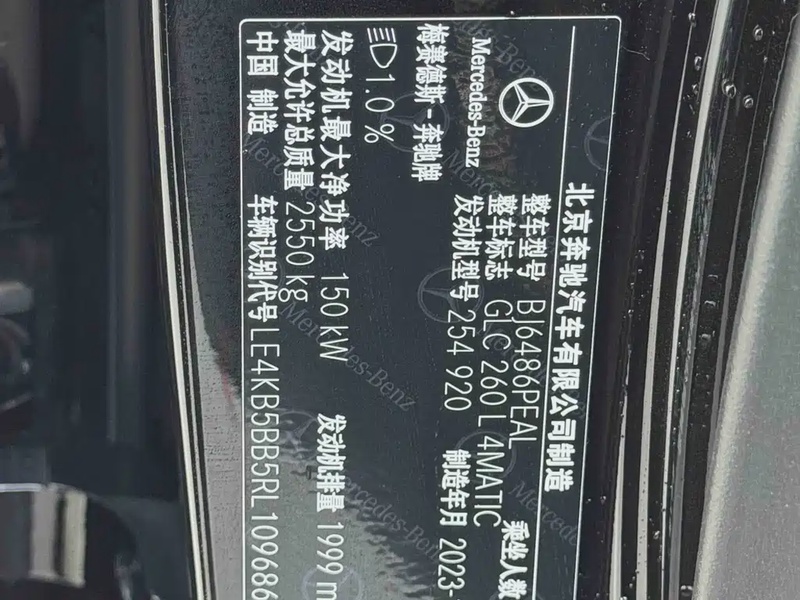 北京奔驰汽车有限公司制造
Mercedes-Benz
整车型号 BJ6486PEAL
乘坐人数
整车标志 GLC 260 L 4MATIC
梅赛德斯-奔驰牌
发动机型号 254 920
制造年月 2023-
1.0 %
发动机最大净功率 150 kW
发动机排量 1999 m
最大允许总质量 2550 kg
中国 制造
车辆识别代号 LE4KB5BB5RL109686